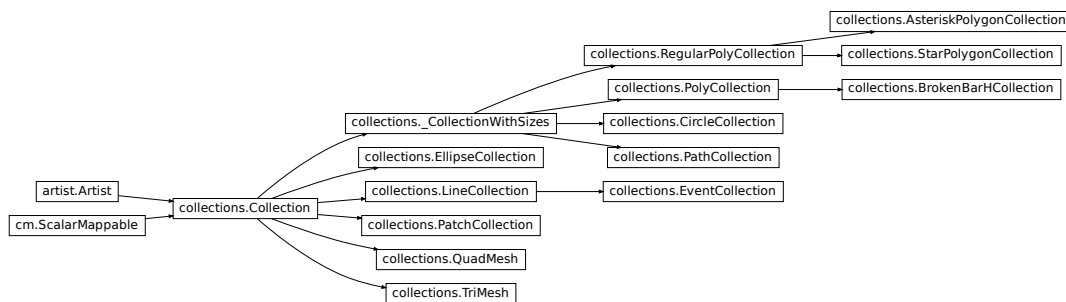 collections.AsteriskPolygonCollection
collections.RegularPolyCollection
collections.StarPolygonCollection
collections.PolyCollection
collections.BrokenBarHCollection
collections._CollectionWithSizes
collections.CircleCollection
collections.EllipseCollection
collections.PathCollection
artist.Artist
collections.LineCollection
collections.EventCollection
collections.Collection
cm.ScalarMappable
collections.PatchCollection
collections.QuadMesh
collections.TriMesh